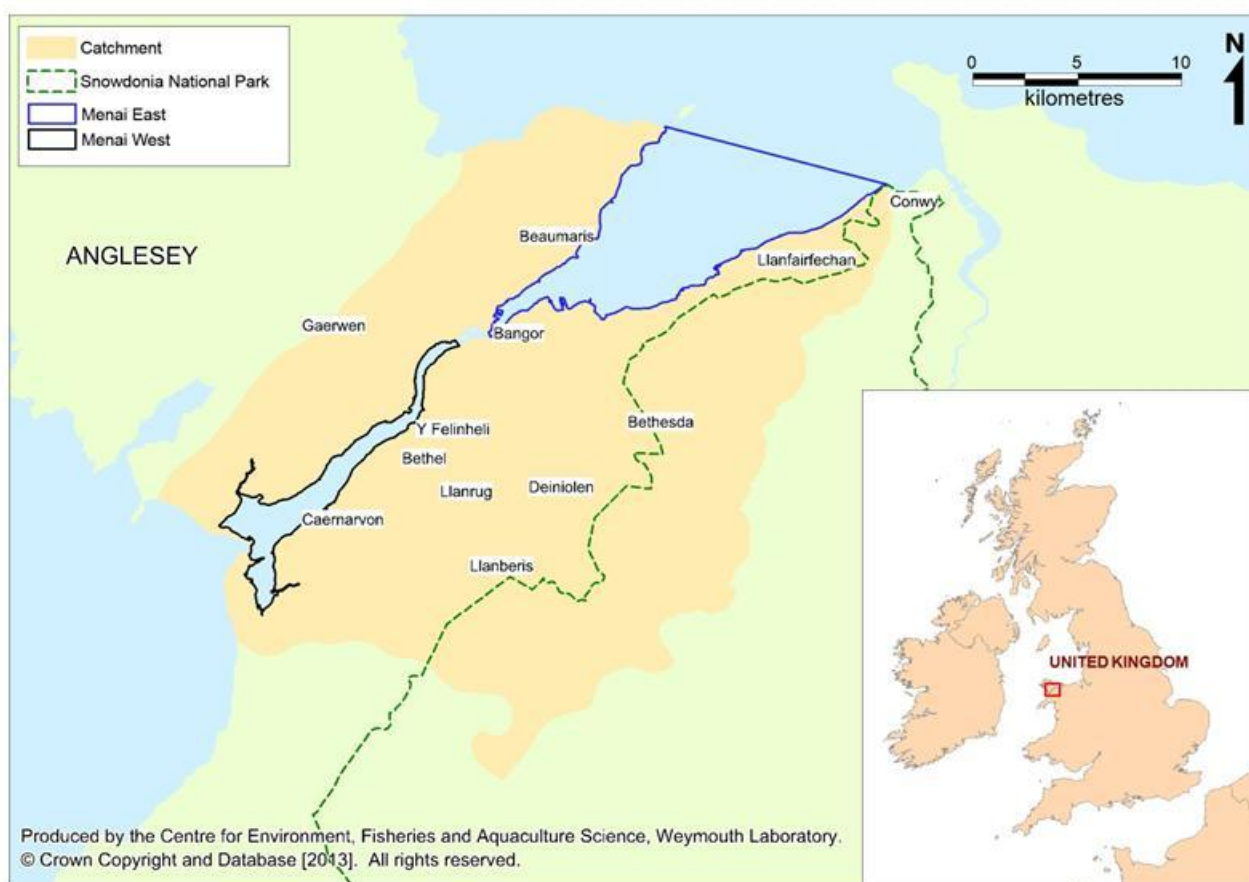 Catchment
Snowdonia National Park
Menai East
Menai West
0 5 10
kilometres
N
ANGLESEY
Conwy
Beaumaris
Llanfairfechan
Gaerwen
Bangor
Bethesda
Y Felinheli
Bethel
Llanrug
Deiniolen
Caernarvon
Llanberis
UNITED KINGDOM
Produced by the Centre for Environment, Fisheries and Aquaculture Science, Weymouth Laboratory.
© Crown Copyright and Database [2013]. All rights reserved.